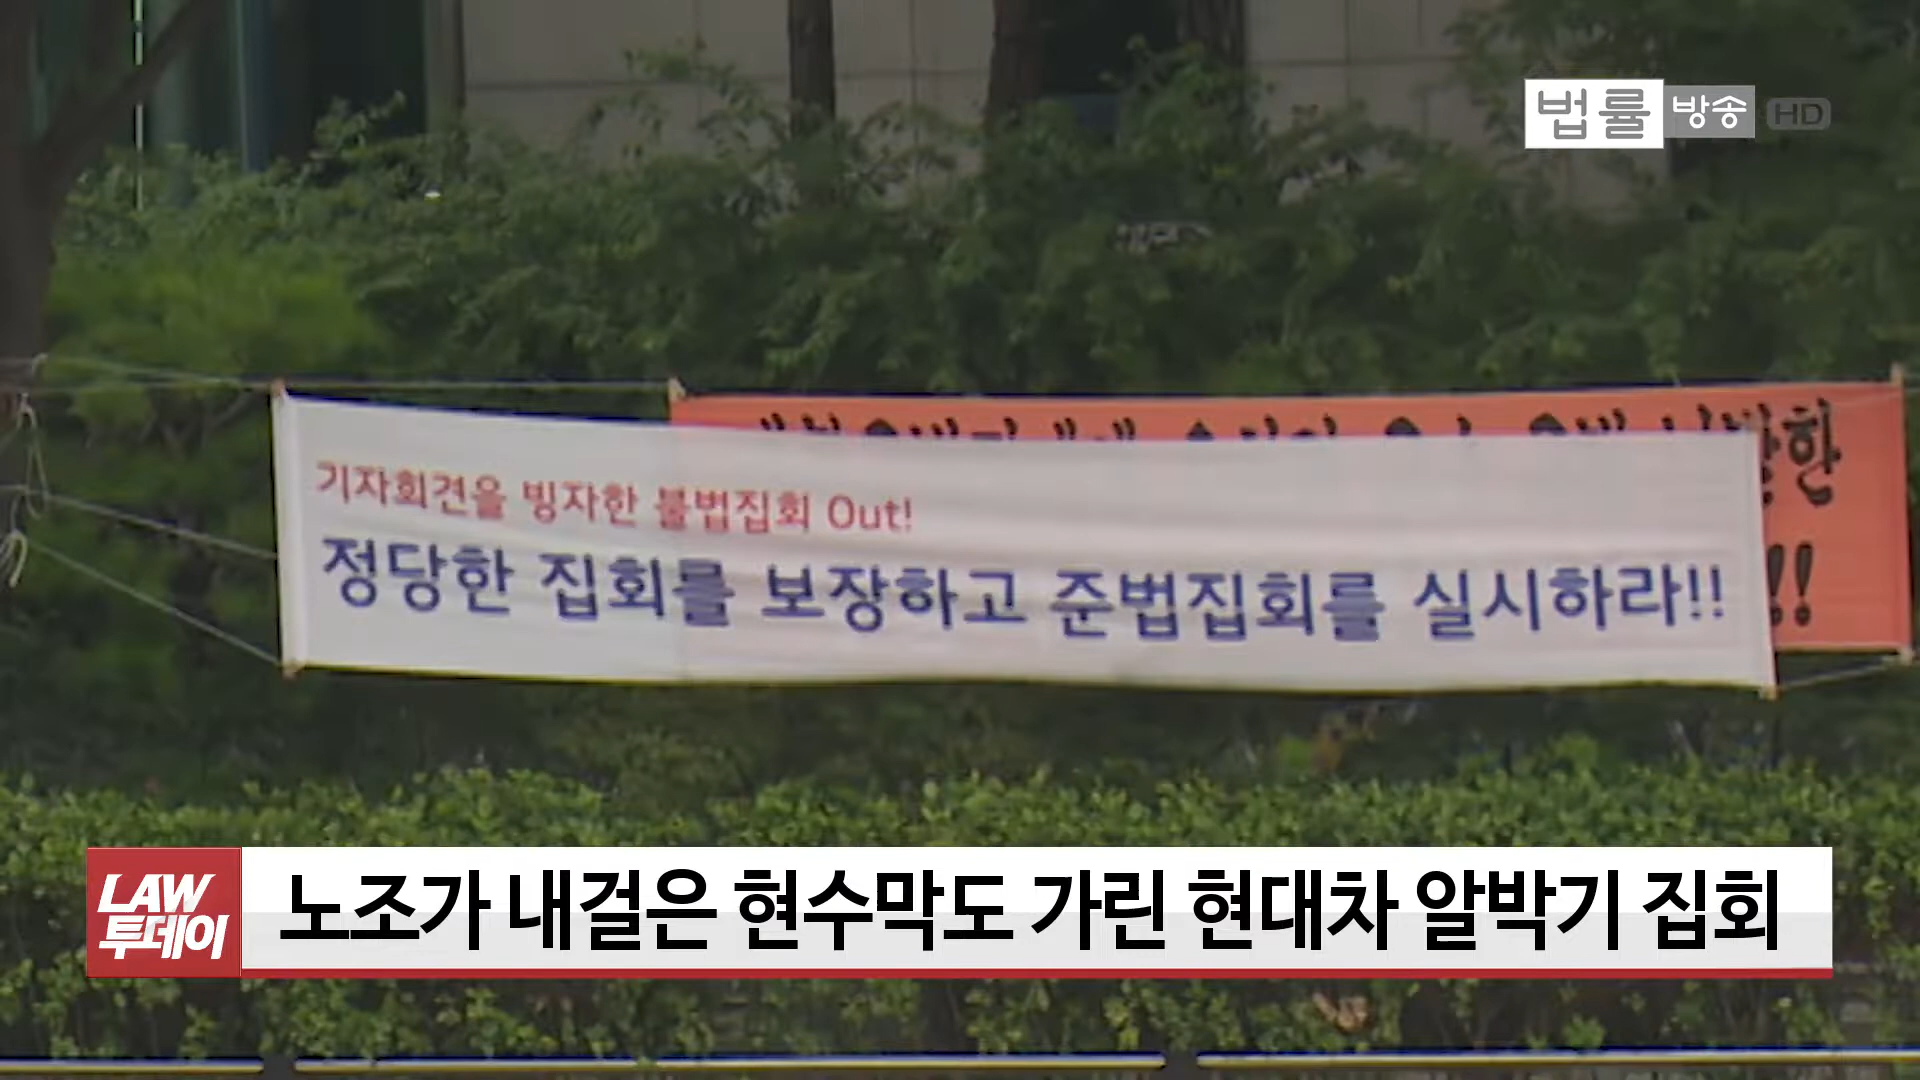 법률방송 HD
한
기자회견을 빙자한 불법집회 Out!
정당한 집회를 보장하고 준법집회를 실시하라!!
!!
LAW
투데이
노조가 내걸은 현수막도 가린 현대차 알박기 집회